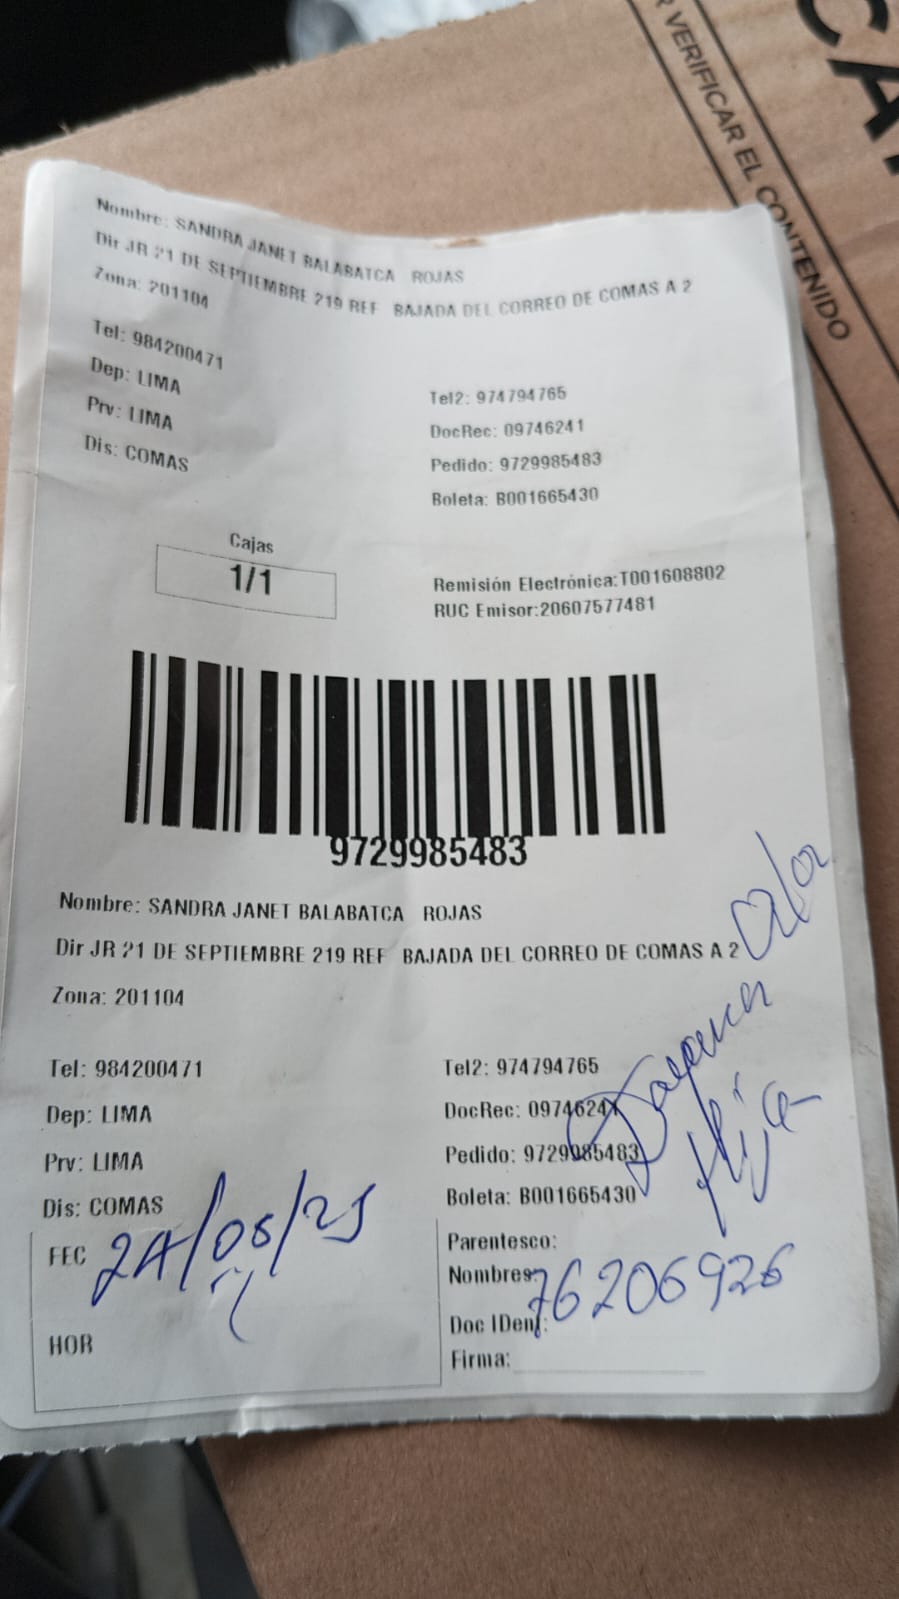 R VERIFICAR EL CONTENIDO
Nombre: SANDRA JANET BALABATCA ROJAS
Dir JR 21 DE SEPTIEMBRE 219 REF BAJADA DEL CORREO DE COMAS A 2
Zona: 201104
Tel: 984200471
Dep: LIMA
Prv: LIMA
Dis: COMAS
Tel2: 974794765
DocRec: 09746241
Pedido: 9729985483
Boleta: B001665430
Cajas
1/1
Remisión Electrónica:T001608802
RUC Emisor:20607577481
9729985483
Nombre: SANDRA JANET BALABATCA ROJAS
Dir JR 21 DE SEPTIEMBRE 219 REF BAJADA DEL CORREO DE COMAS A 2
Zona: 201104
Tel: 984200471
Dep: LIMA
Prv: LIMA
Dis: COMAS
Tel2: 974794765
DocRec: 09746241
Pedido: 9729985483
Boleta: B001665430
Dayana
Hija
FEC 24/05/25
HOR
Parentesco:
Nombres:
76206926
Doc IDent:
Firma: